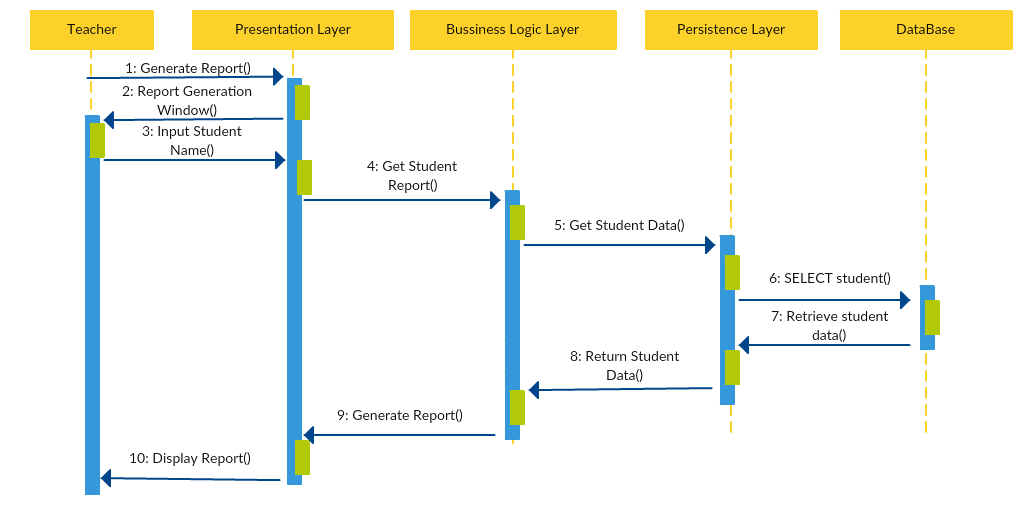 Teacher
Presentation Layer
Bussiness Logic Layer
Persistence Layer
DataBase
1: Generate Report()
2: Report Generation
Window()
3: Input Student
Name()
4: Get Student
Report()
5: Get Student Data()
6: SELECT student()
7: Retrieve student
data()
8: Return Student
Data()
9: Generate Report()
10: Display Report()